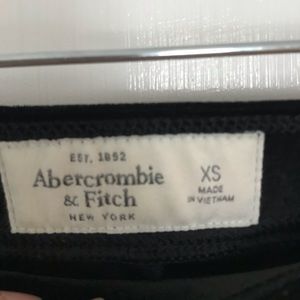 EST. 1892
Abercrombie
& Fitch
NEW YORK
XS
MADE
IN VIETNAM